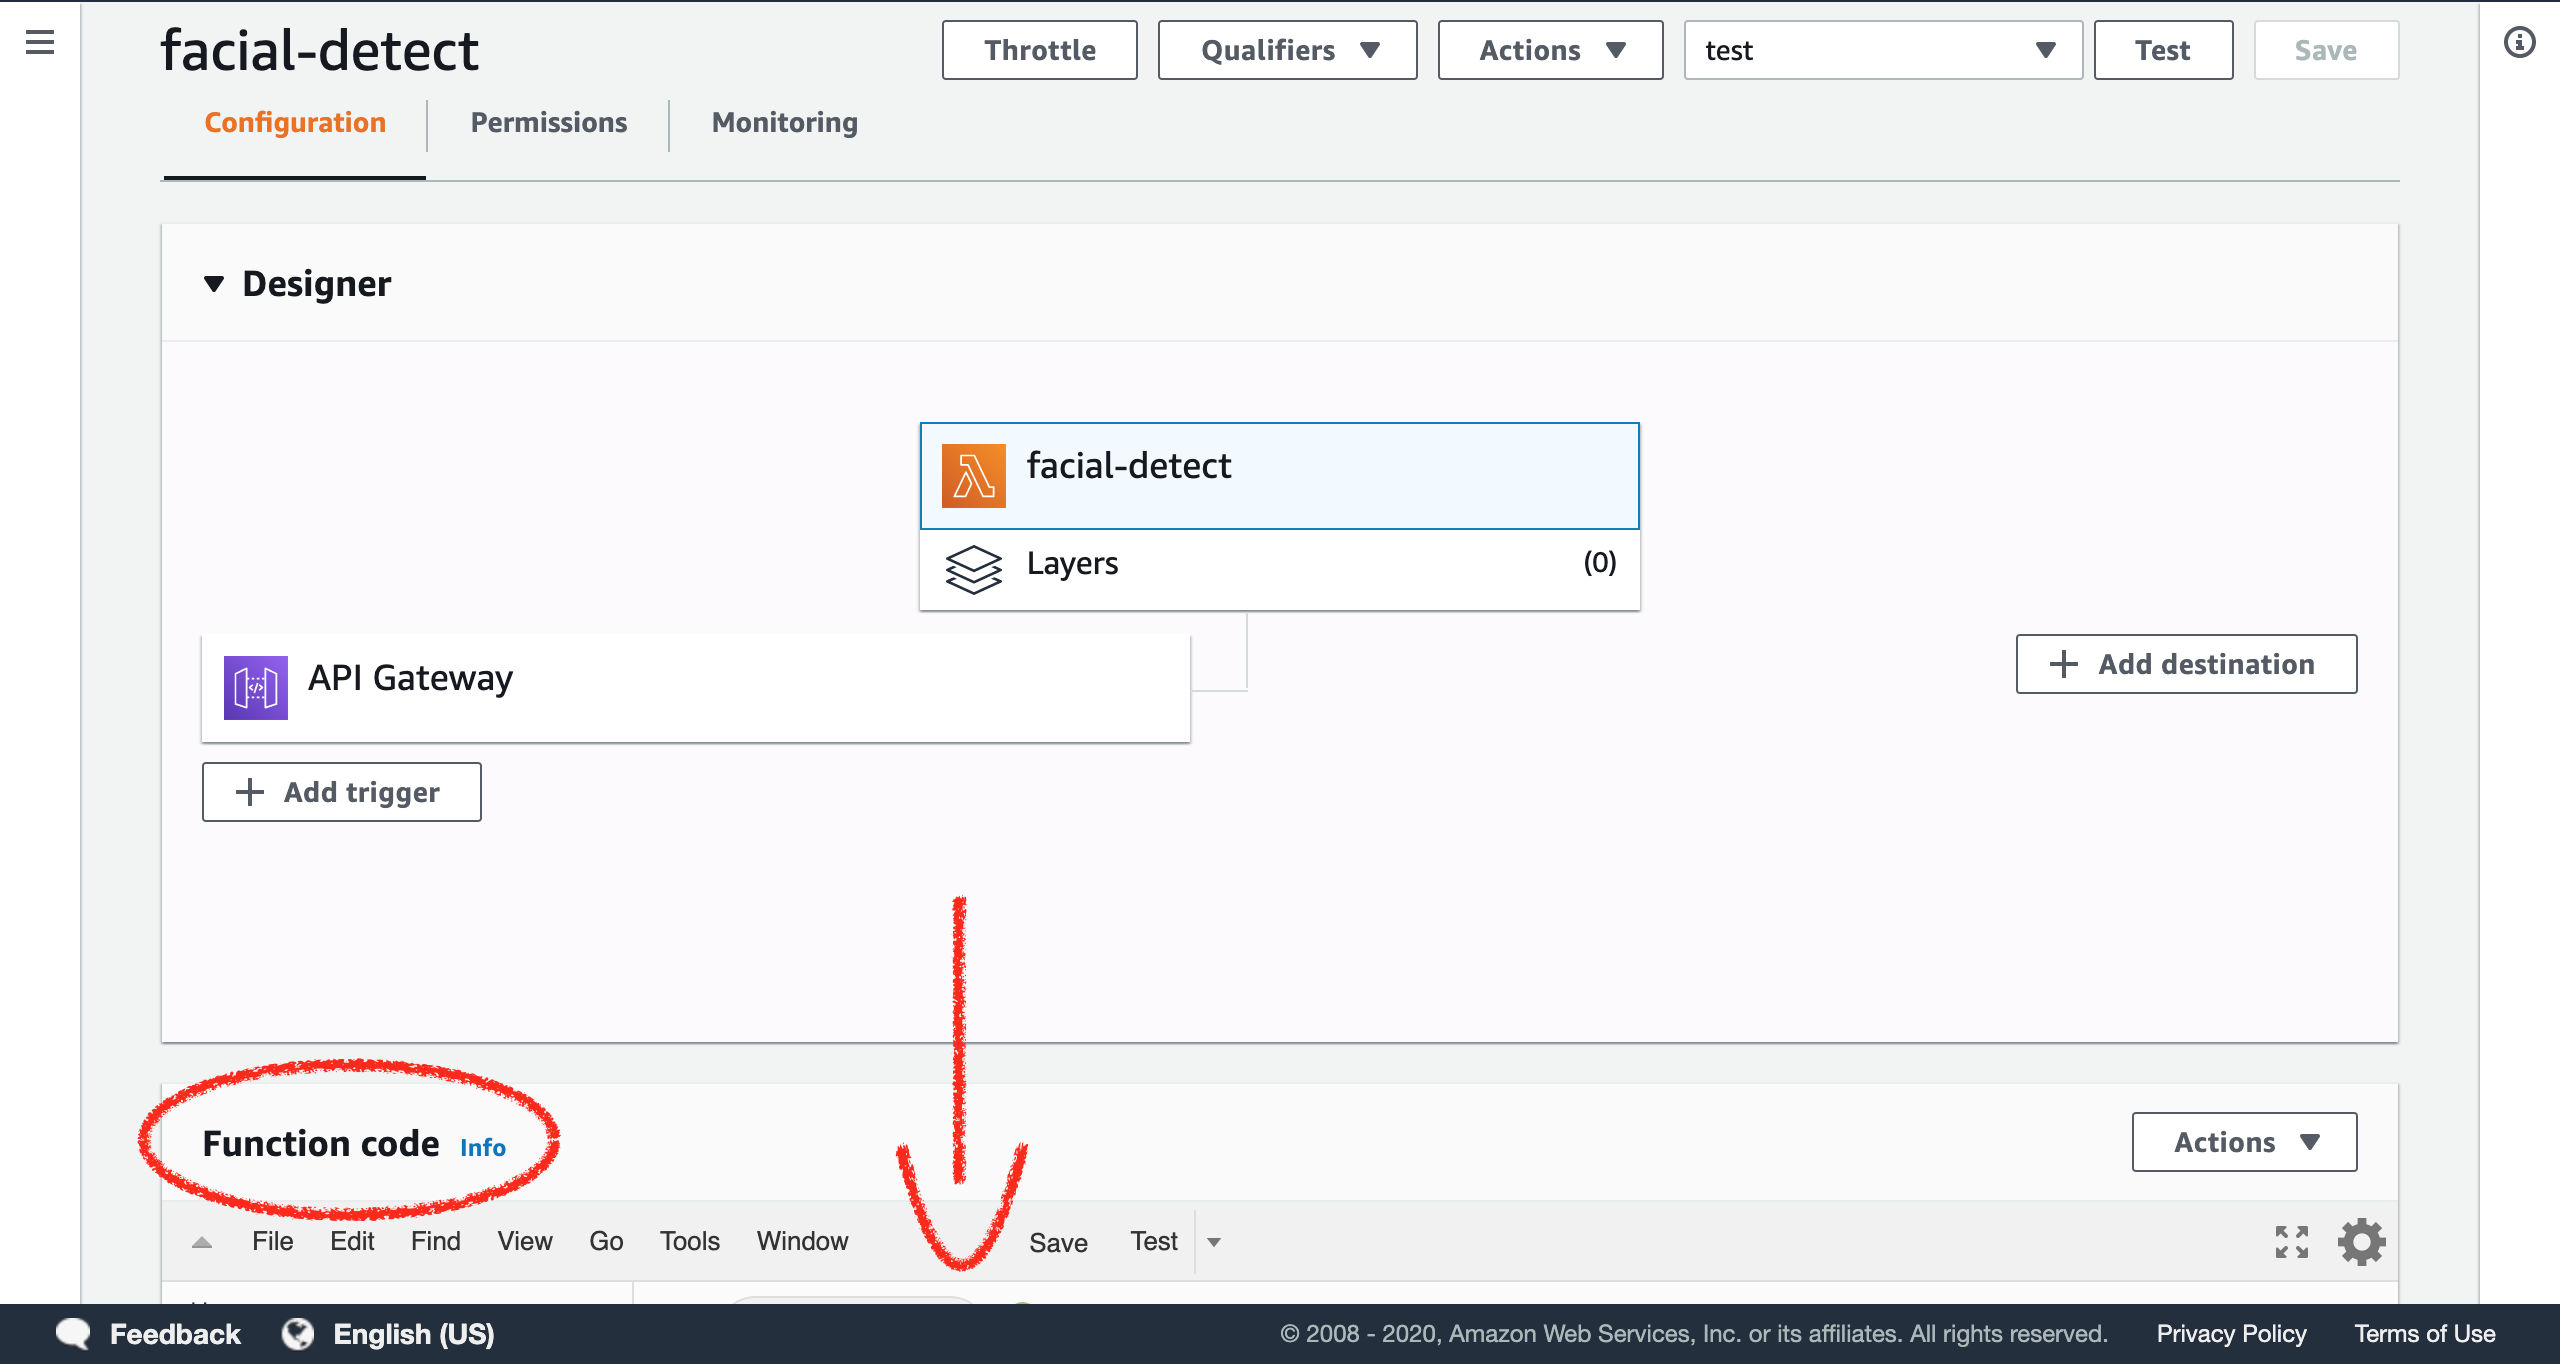 facial-detect
Throttle
Qualifiers
Actions
test
Test
Save
Configuration
Permissions
Monitoring
Designer
facial-detect
Layers
(0)
API Gateway
Add destination
Add trigger
Function code Info
Actions
File Edit Find View Go Tools Window Save Test
Feedback
English (US)
© 2008 - 2020, Amazon Web Services, Inc. or its affiliates. All rights reserved.
Privacy Policy
Terms of Use